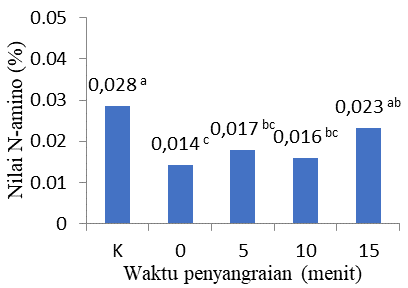 Nilai N-amino (%)
0.05
0.04
0.03
0.02
0.01
0
0,028 a
0,014 c
0,017 bc
0,016 bc
0,023 ab
K 0 5 10 15
Waktu penyangraian (menit)